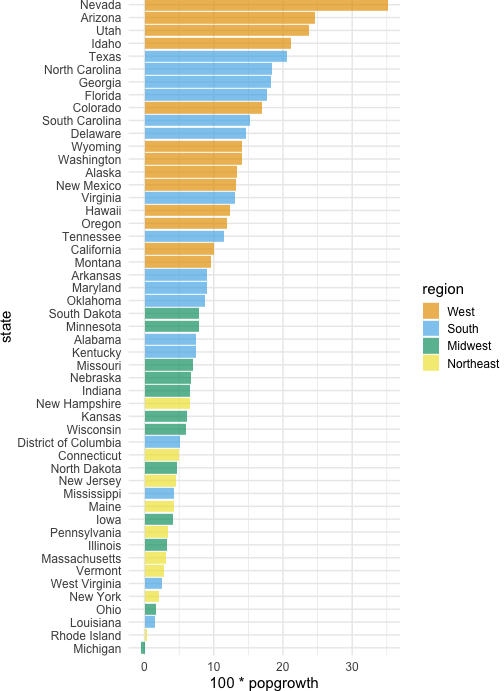 Nevada
Arizona
Utah
Idaho
Texas
North Carolina
Georgia
Florida
Colorado
South Carolina
Delaware
Wyoming
Washington
Alaska
New Mexico
Virginia
Hawaii
Oregon
Tennessee
California
Montana
Arkansas
Maryland
Oklahoma
South Dakota
Minnesota
Alabama
Kentucky
Missouri
Nebraska
Indiana
New Hampshire
Kansas
Wisconsin
District of Columbia
Connecticut
North Dakota
New Jersey
Mississippi
Maine
Iowa
Pennsylvania
Illinois
Massachusetts
Vermont
West Virginia
New York
Ohio
Louisiana
Rhode Island
Michigan
state
0 10 20 30
100 * popgrowth
region
West
South
Midwest
Northeast